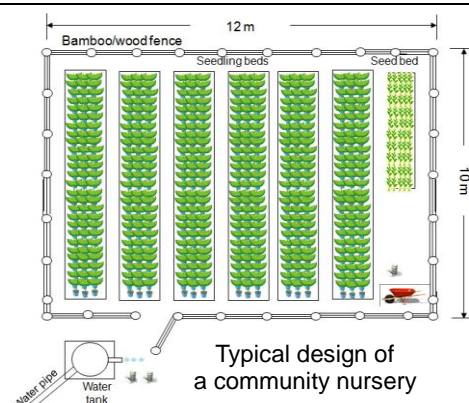 12 m
Bamboo/wood fence
Seedling beds
Seed bed
10 m
Water pipe
Water
tank
Typical design of
a community nursery